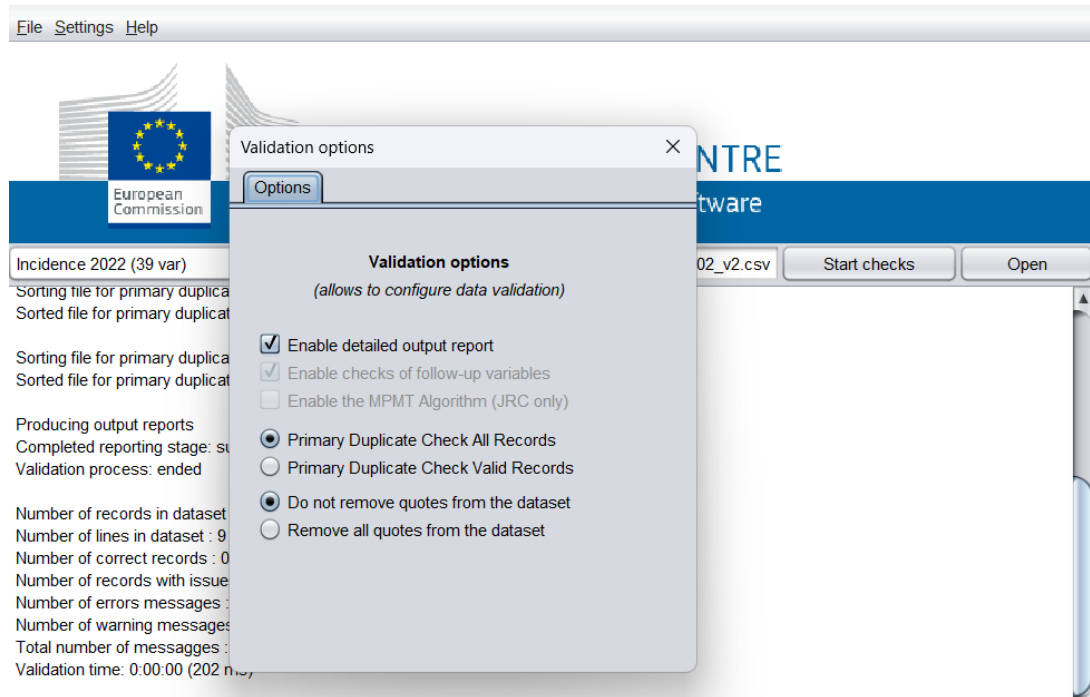 File Settings Help
European
Commission
NTRE
tware
Incidence 2022 (39 var)
02_v2.csv
Start checks
Open
Sorting file for primary duplica
Sorted file for primary duplicat
Sorting file for primary duplica
Sorted file for primary duplicat
Producing output reports
Completed reporting stage: su
Validation process: ended
Number of records in dataset
Number of lines in dataset : 9
Number of correct records : 0
Number of records with issue
Number of errors messages :
Number of warning messages
Total number of messagges :
Validation time: 0:00:00 (202 ms)
Validation options
Options
Validation options
(allows to configure data validation)
Enable detailed output report
Enable checks of follow-up variables
Enable the MPMT Algorithm (JRC only)
Primary Duplicate Check All Records
Primary Duplicate Check Valid Records
Do not remove quotes from the dataset
Remove all quotes from the dataset